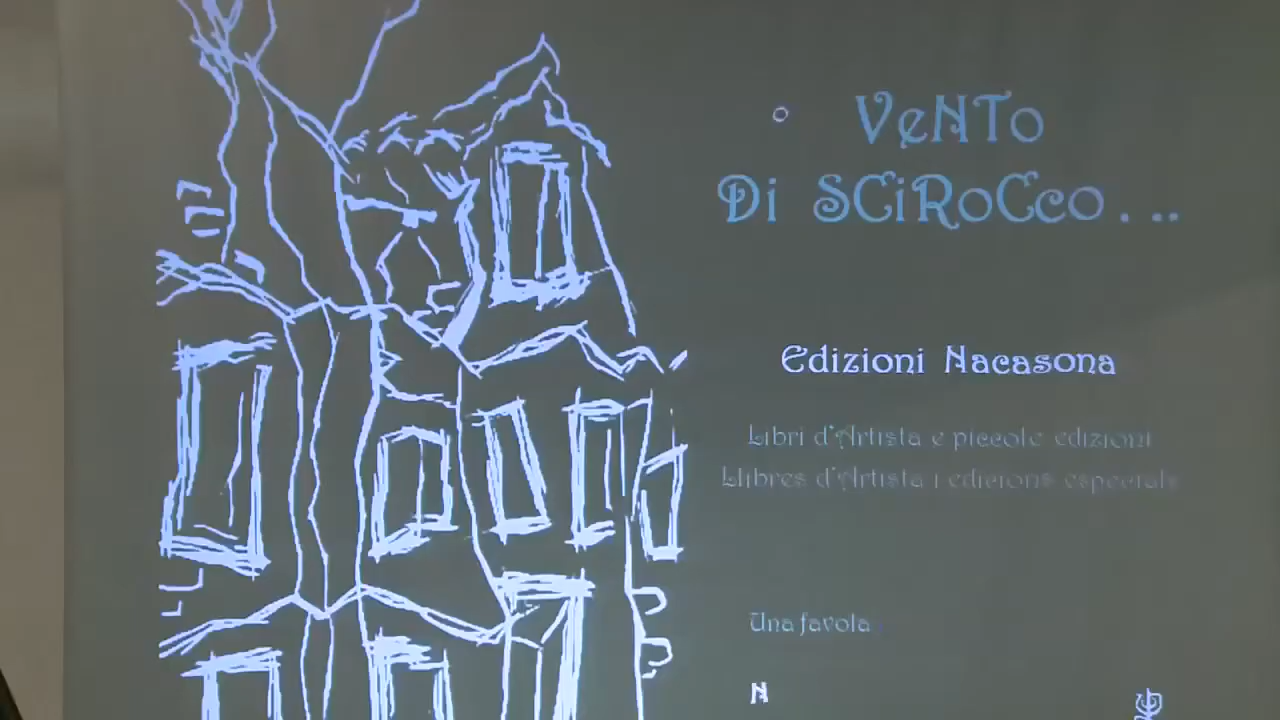 VeNTo
Di SCiRoCco...
Edizioni Nacasona
Libri d'Artista e piccole edizioni
Llibres d'Artista i edicions especials
Una favola
N